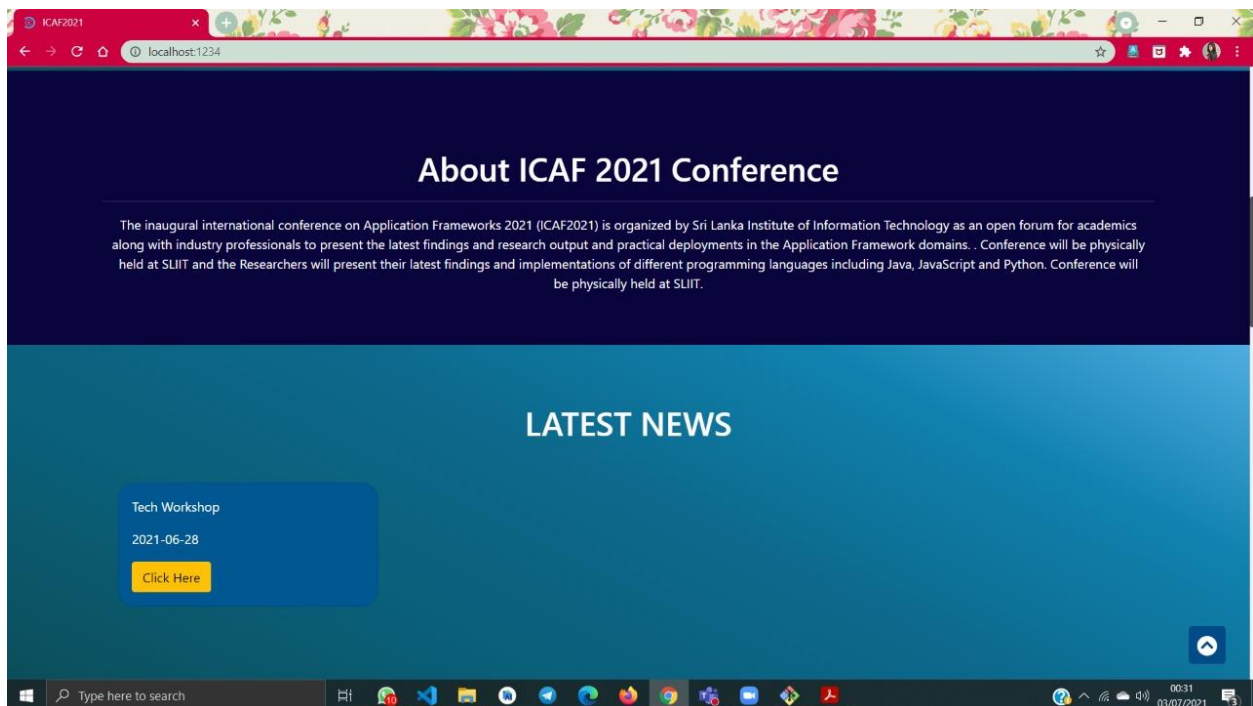 ICAF2021
localhost:1234
About ICAF 2021 Conference
The inaugural international conference on Application Frameworks 2021 (ICAF2021) is organized by Sri Lanka Institute of Information Technology as an open forum for academics
along with industry professionals to present the latest findings and research output and practical deployments in the Application Framework domains. . Conference will be physically
held at SLIIT and the Researchers will present their latest findings and implementations of different programming languages including Java, JavaScript and Python. Conference will
be physically held at SLIIT.
LATEST NEWS
Tech Workshop
2021-06-28
Click Here
Type here to search
10
00:31
03/07/2021
3